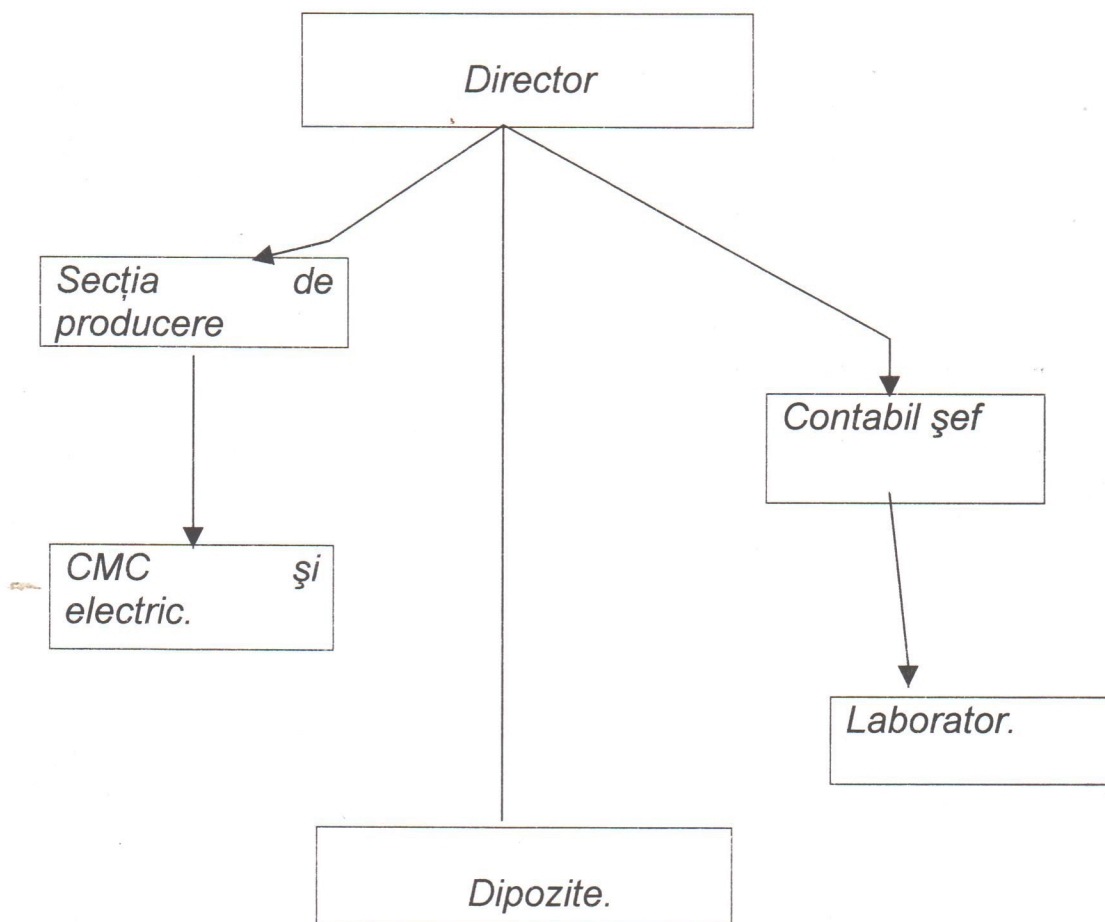 Director
Secția de
producere
Contabil şef
CMC şi
electric.
Laborator.
Dipozite.